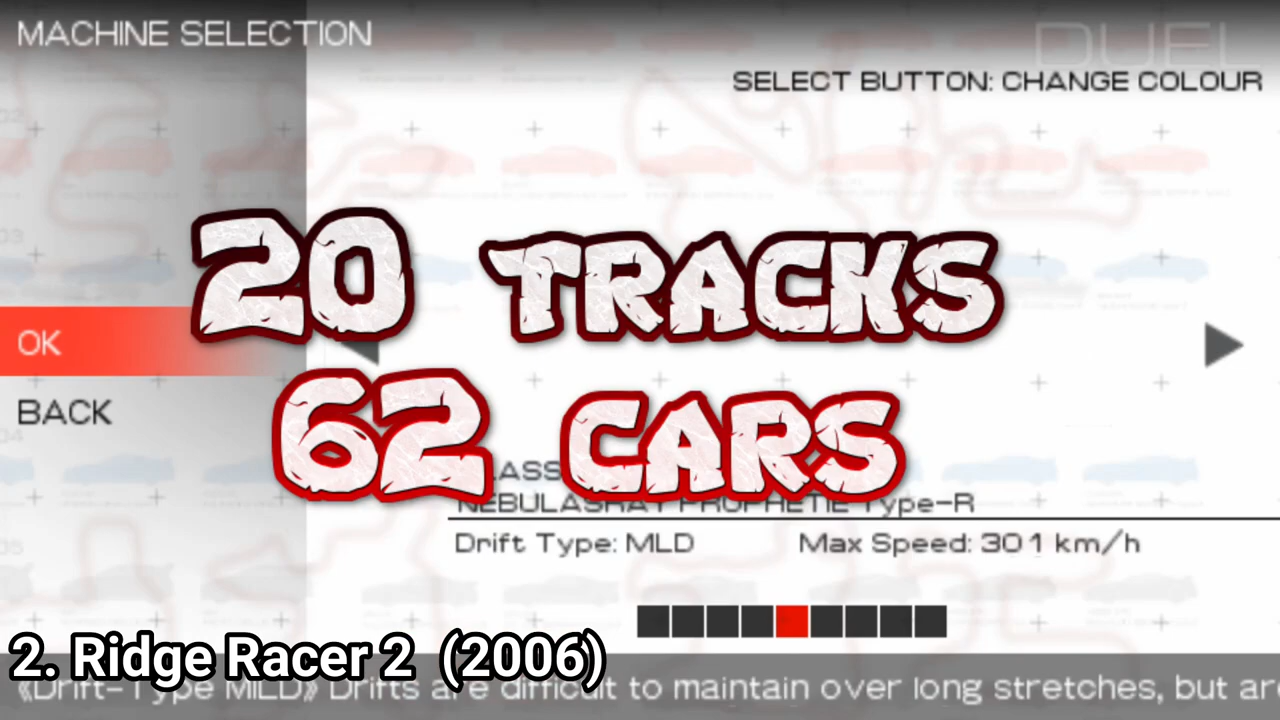 MACHINE SELECTION
DUEL
SELECT BUTTON: CHANGE COLOUR
20 TRACKS
OK
62 CARS
BACK
NEBULASRAY PROPHETIE Type-R
Drift Type: MLD
Max Speed: 301 km/h
2. Ridge Racer 2 (2006)
《Drift-Type MILD》 Drifts are difficult to maintain over long stretches, but are